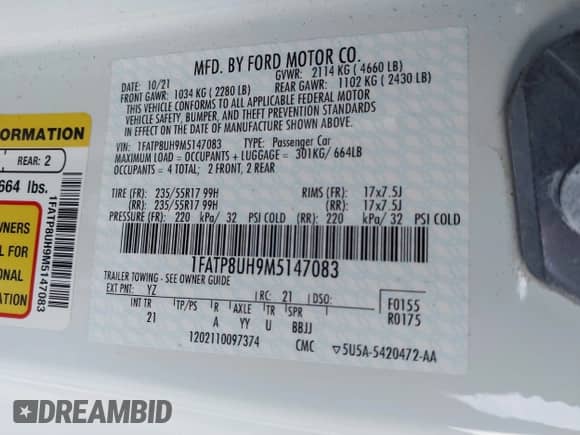 MFD. BY FORD MOTOR CO.
DATE: 10/21
GVWR: 2114 KG ( 4660 LB)
FRONT GAWR: 1034 KG ( 2280 LB)
REAR GAWR: 1102 KG ( 2430 LB)
THIS VEHICLE CONFORMS TO ALL APPLICABLE FEDERAL MOTOR
VEHICLE SAFETY, BUMPER, AND THEFT PREVENTION STANDARDS
IN EFFECT ON THE DATE OF MANUFACTURE SHOWN ABOVE.
VIN: 1FATP8UH9M5147083 TYPE: Passenger Car
MAXIMUM LOAD = OCCUPANTS + LUGGAGE = 301KG/ 664LB
OCCUPANTS = 4 TOTAL; 2 FRONT, 2 REAR
TIRE (FR): 235/55R17 99H RIMS (FR): 17x7.5J
(RR): 235/55R17 99H (RR): 17x7.5J
PRESSURE (FR): 220 kPa/ 32 PSI COLD (RR): 220 kPa/ 32 PSI COLD
1FATP8UH9M5147083
TRAILER TOWING - SEE OWNER GUIDE
EXT PNT: YZ RC: 21 DSO:
F0155
R0175
INT TR TP/PS R AXLE TR SPR
21 A YY U BBJJ
1202110097374 CMC ▽5U5A-5420472-AA
FORMATION
REAR: 2
664 lbs.
WNERS
L FOR
ONAL
ATION
1FATP8UH9M5147083
DREAMBID